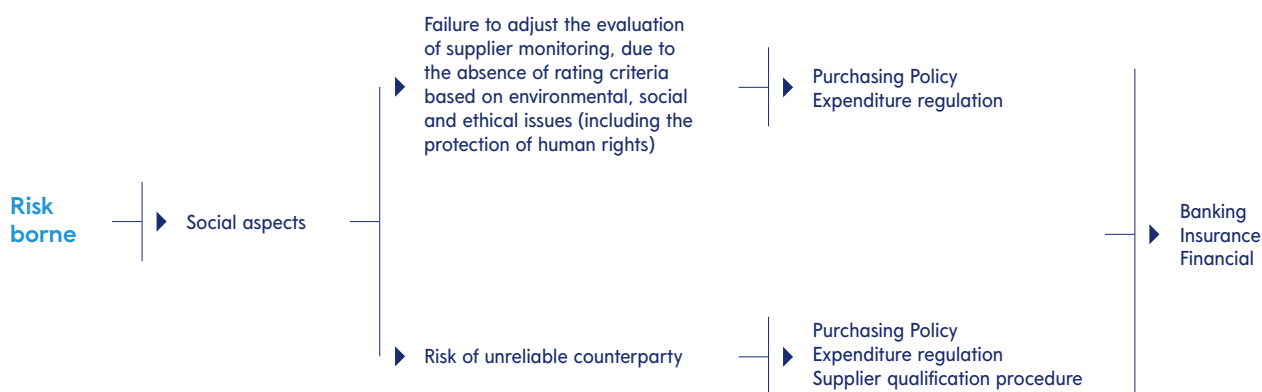 Risk
borne
Social aspects
Failure to adjust the evaluation
of supplier monitoring, due to
the absence of rating criteria
based on environmental, social
and ethical issues (including the
protection of human rights)
Purchasing Policy
Expenditure regulation
Risk of unreliable counterparty
Purchasing Policy
Expenditure regulation
Supplier qualification procedure
Banking
Insurance
Financial